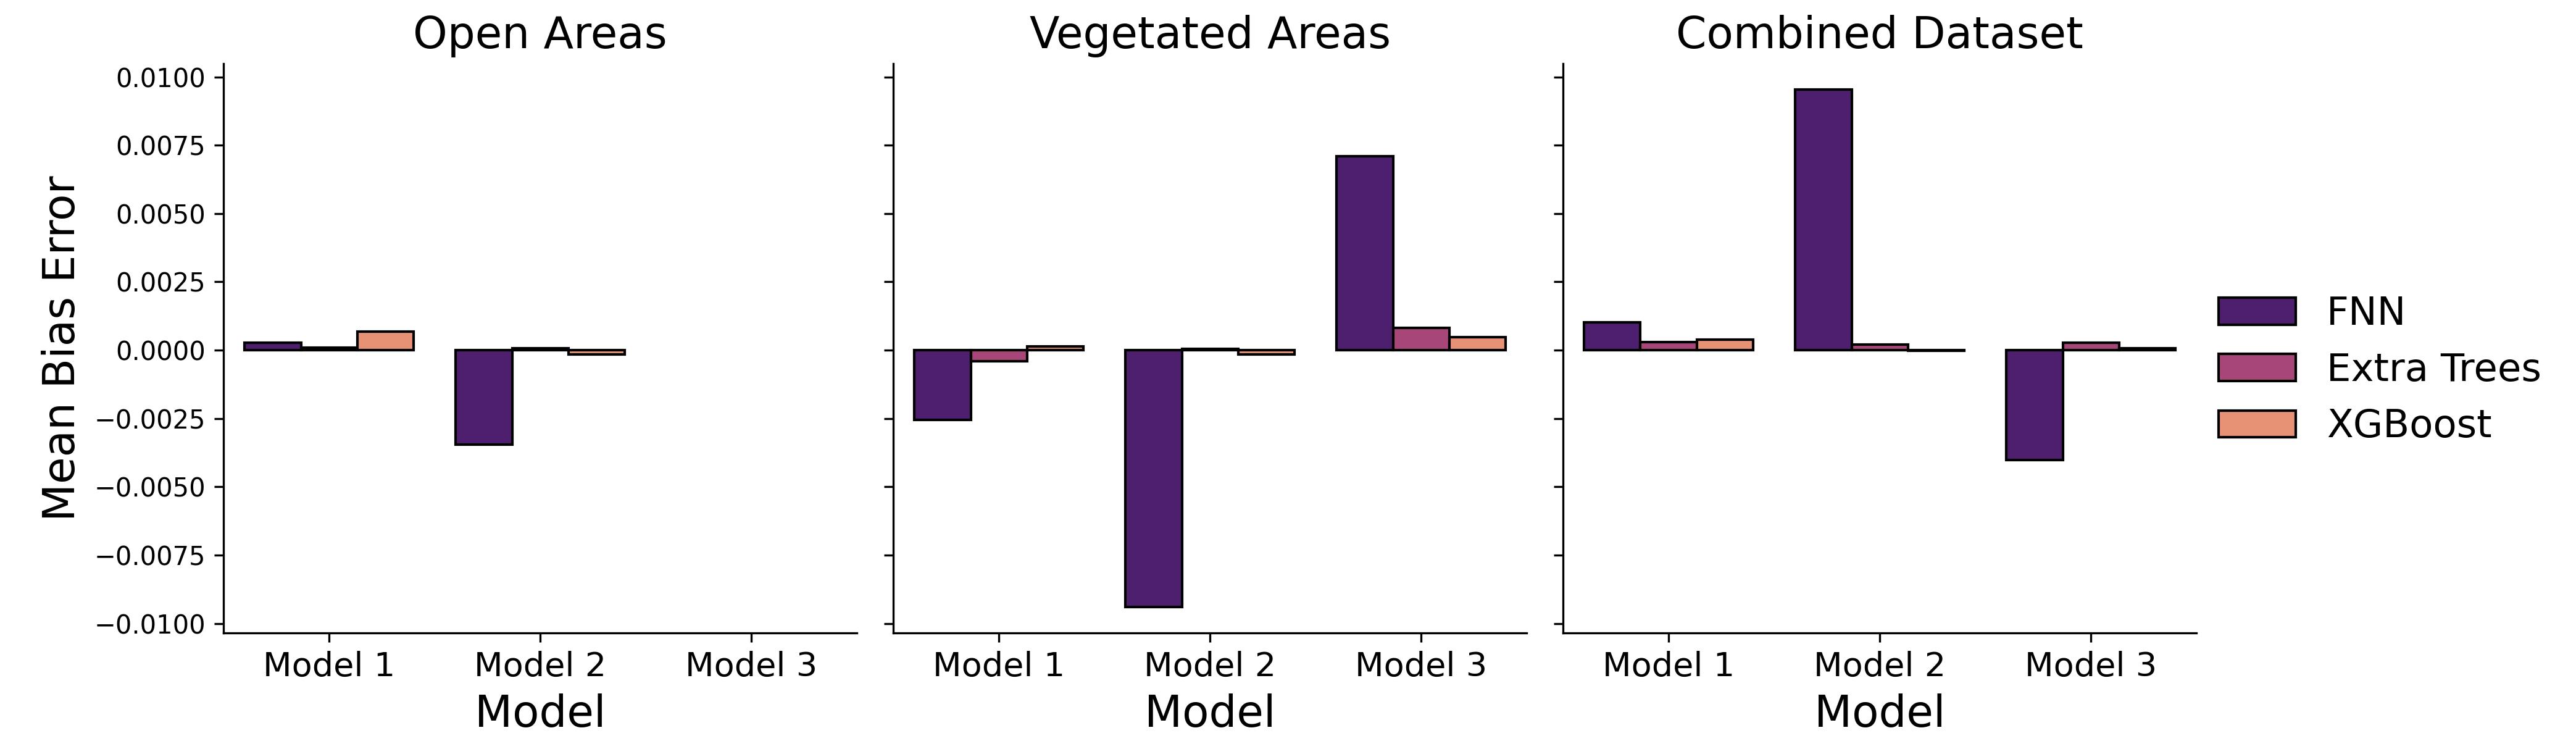 Open Areas
Vegetated Areas
Combined Dataset
Mean Bias Error
0.0100
0.0075
0.0050
0.0025
0.0000
−0.0025
−0.0050
−0.0075
−0.0100
Model 1 Model 2 Model 3
Model
Model 1 Model 2 Model 3
Model
Model 1 Model 2 Model 3
Model
FNN
Extra Trees
XGBoost